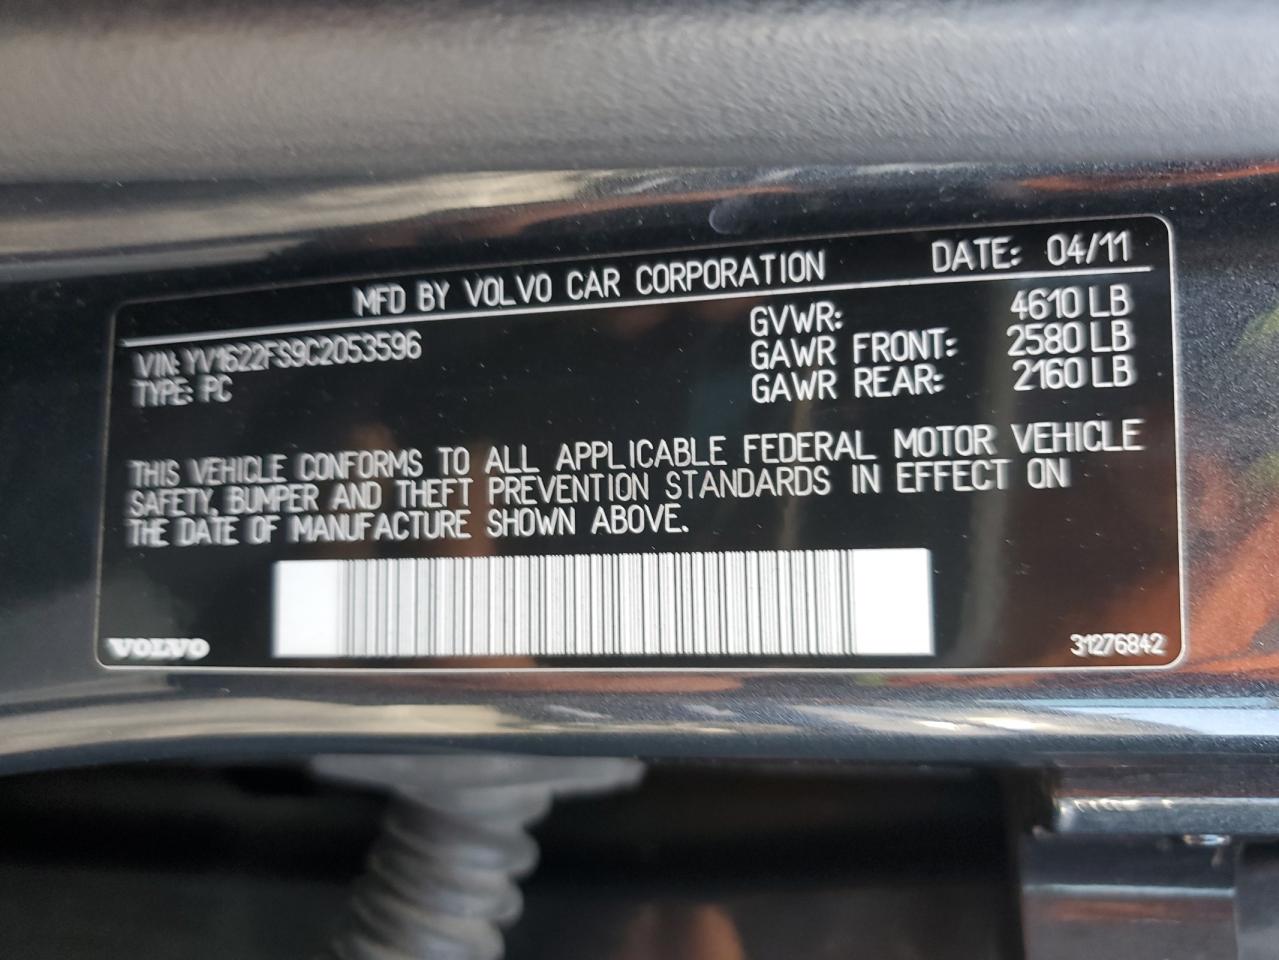 MFD BY VOLVO CAR CORPORATION DATE: 04/11
VIN: YV1622FS9C2053596 GVWR: 4610 LB
TYPE: PC GAWR FRONT: 2580 LB
GAWR REAR: 2160 LB
THIS VEHICLE CONFORMS TO ALL APPLICABLE FEDERAL MOTOR VEHICLE
SAFETY, BUMPER AND THEFT PREVENTION STANDARDS IN EFFECT ON
THE DATE OF MANUFACTURE SHOWN ABOVE.
VOLVO 31276842